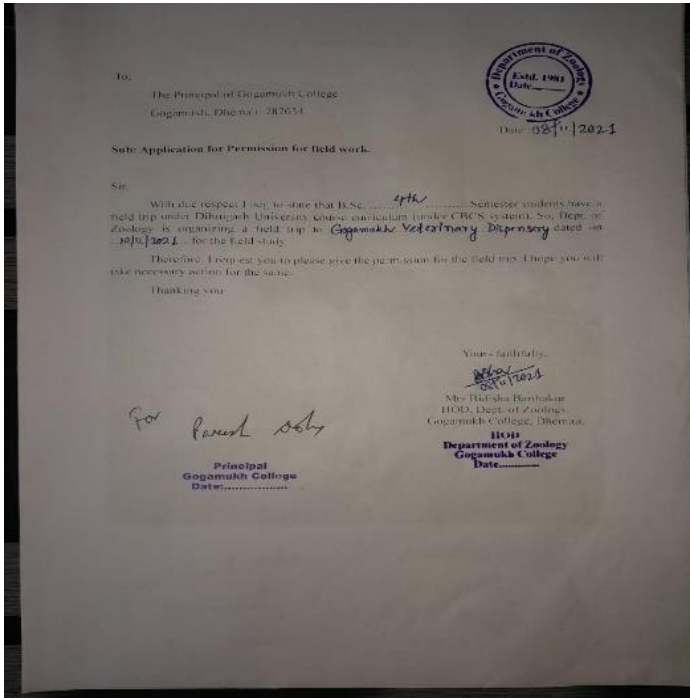 Department of Zoology
Estd. 1981
Date
Gogamukh College
To,
The Principal of Gogamukh College
Gogamukh, Dhemaji- 787034
Date 08/11/2021
Sub: Application for Permission for field work.
Sir,
With due respect I beg to state that B.Sc. ........4th.............. Semester students have a
field trip under Dibrugarh University course curriculum (under CBCS system). So, Dept. of
Zoology is organizing a field trip to Gogamukh Veterinary Dispensary dated on
...10/11/2021... for the field study.
Therefore, I request you to please give the permission for the field trip. I hope you will
take necessary action for the same.
Thanking you
Yours faithfully,
08/11/2021
Mrs Bidisha Borthakur
HOD, Dept. of Zoology
Gogamukh College, Dhemaji.
HOD
Department of Zoology
Gogamukh College
Date.............
For Paresh
Principal
Gogamukh College
Date:..................